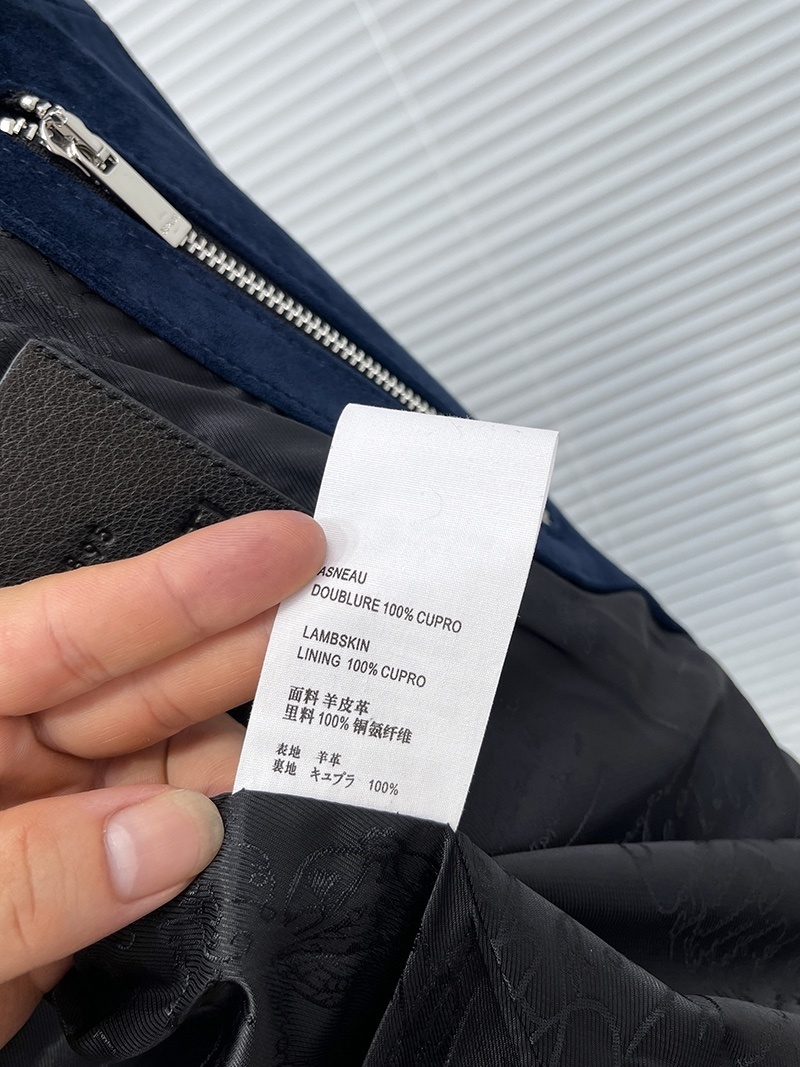 ASNEAU
DOUBLURE 100% CUPRO
LAMBSKIN
LINING 100% CUPRO
面料 羊皮革
里料 100% 铜氨纤维
表地 羊革
裏地 キュプラ 100%